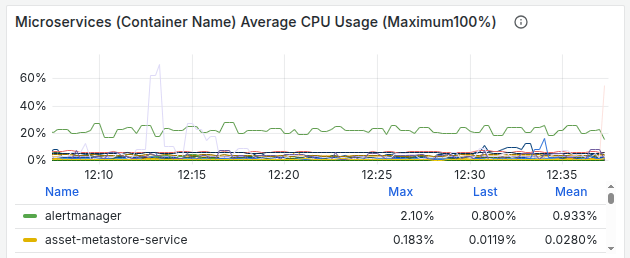 Microservices (Container Name) Average CPU Usage (Maximum100%)
60%
40%
20%
0%
12:10 12:15 12:20 12:25 12:30 12:35
Name Max Last Mean
alertmanager 2.10% 0.800% 0.933%
asset-metastore-service 0.183% 0.0119% 0.0280%